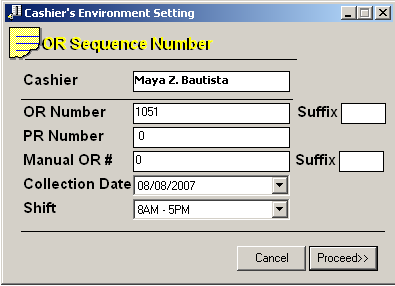 Cashier's Environment Setting
OR Sequence Number
Cashier Maya Z. Bautista
OR Number 1051 Suffix
PR Number 0
Manual OR # 0 Suffix
Collection Date 08/08/2007
Shift 8AM - 5PM
Cancel Proceed>>